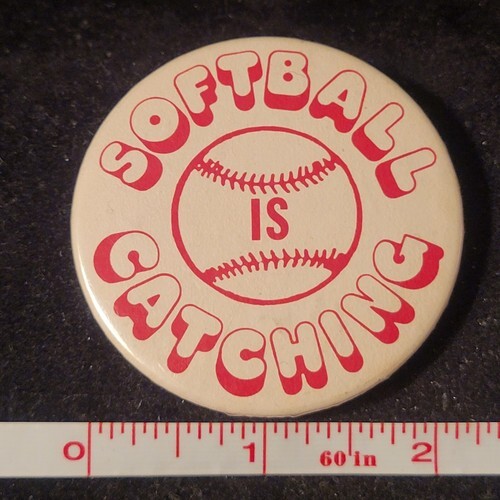 SOFTBALL
IS
CATCHING
0 1 60 in 2